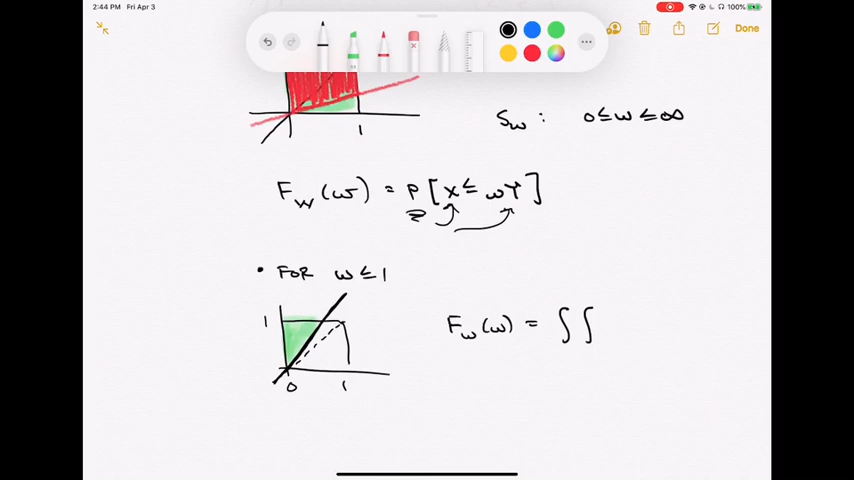 2:44 PM Fri Apr 3
100%
Done
1
S_w : 0 ≤ w ≤ ∞
F_W (w) = P [X ≤ wY]
• FOR w ≤ 1
1
F_w (w) = ∫ ∫
0 1